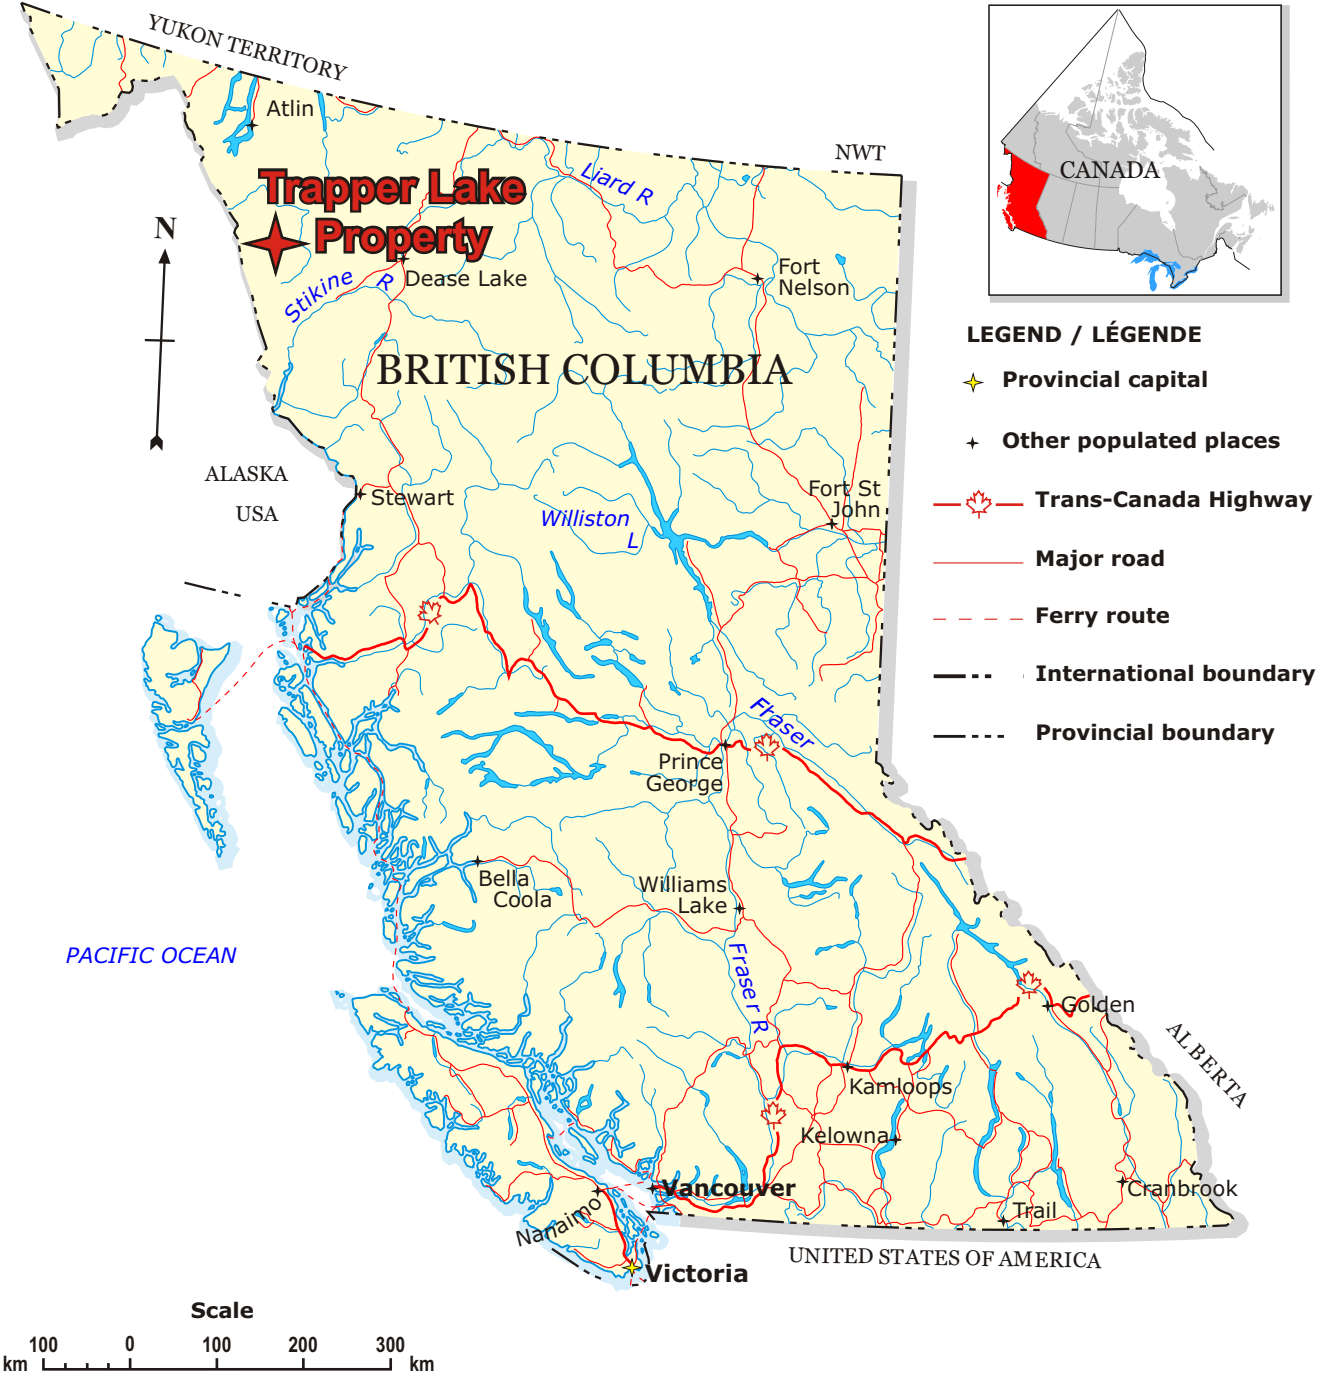 YUKON TERRITORY
NWT
Atlin
Liard R
Trapper Lake
Property
N
Dease Lake
Stikine R
Fort
Nelson
BRITISH COLUMBIA
ALASKA
USA
Stewart
Fort St
John
Williston
L
Fraser
Prince
George
Bella
Coola
Williams
Lake
PACIFIC OCEAN
Fraser R
Golden
ALBERTA
Kamloops
Kelowna
Vancouver
Cranbrook
Nanaimo
Trail
UNITED STATES OF AMERICA
Victoria
CANADA
LEGEND / LÉGENDE
Provincial capital
Other populated places
Trans-Canada Highway
Major road
Ferry route
International boundary
Provincial boundary
Scale
100 0 100 200 300
km km